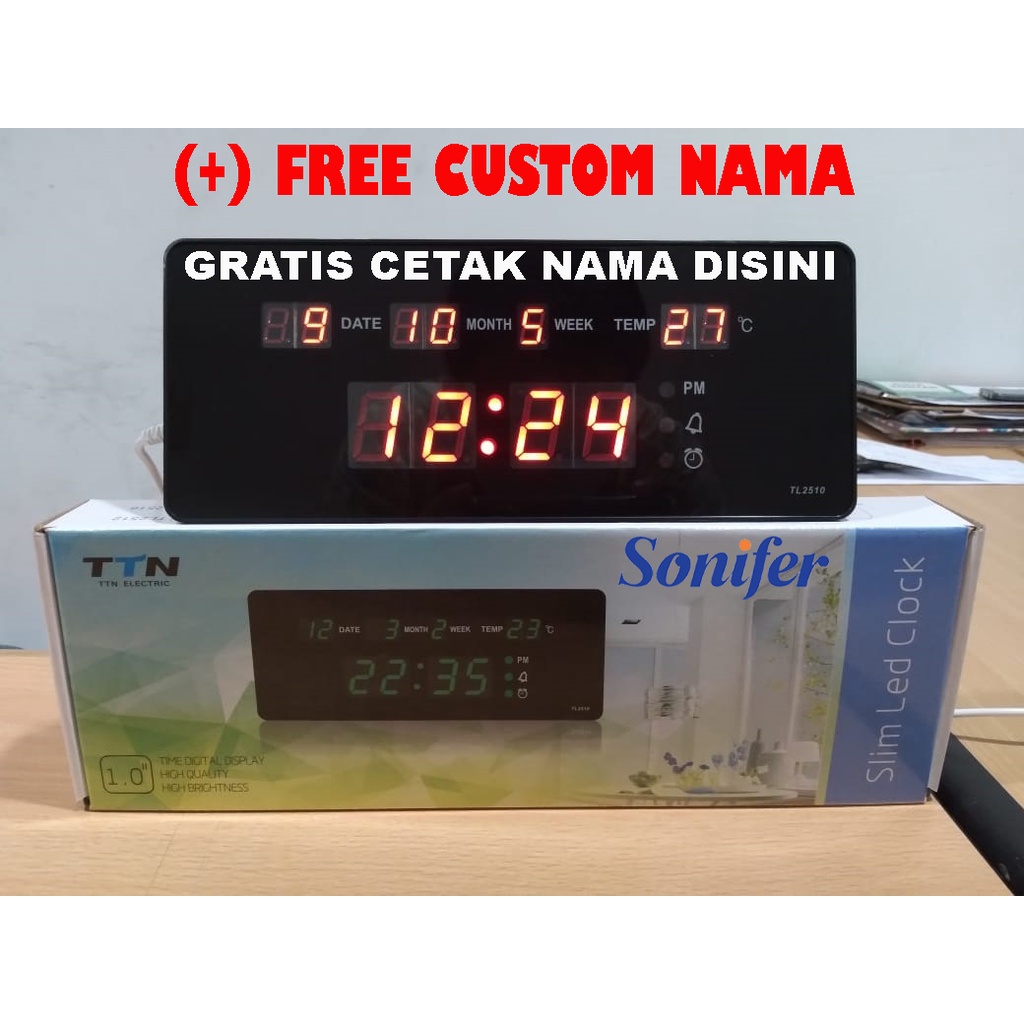 (+) FREE CUSTOM NAMA
GRATIS CETAK NAMA DISINI
9 DATE 10 MONTH 5 WEEK TEMP 27 °C
12:24
PM
TL2510
TL2512
TTN
TTN ELECTRIC
Sonifer
Slim Led Clock
12 DATE 3 MONTH 2 WEEK TEMP 23 °C
22:35
PM
TL2510
1.0"
TIME DIGITAL DISPLAY
HIGH QUALITY
HIGH BRIGHTNESS